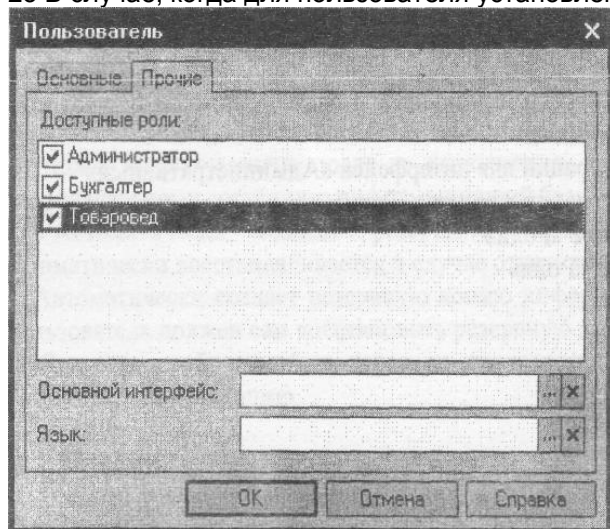 Пользователь
Основные Прочие
Доступные роли:
Администратор
Бухгалтер
Товаровед
Основной интерфейс: ...
Язык: ...
OK Отмена Справка